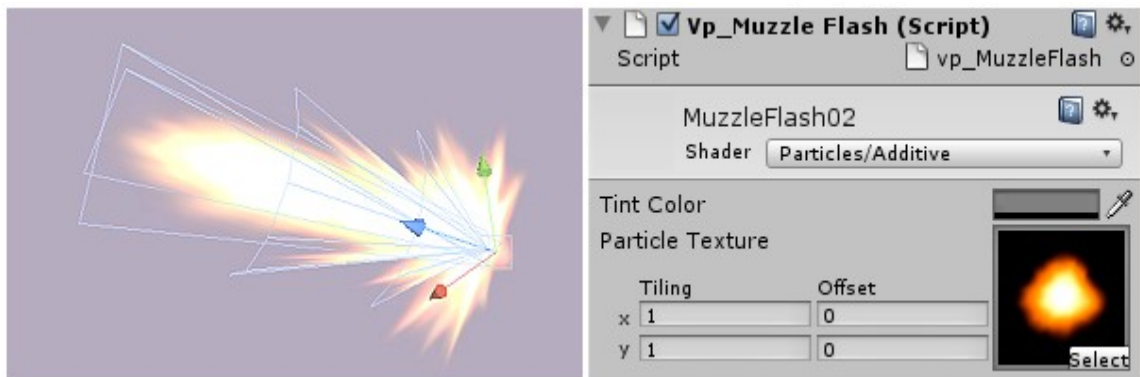 Vp_Muzzle Flash (Script)
Script vp_MuzzleFlash
MuzzleFlash02
Shader Particles/Additive
Tint Color
Particle Texture
Tiling Offset
x 1 0
y 1 0
Select